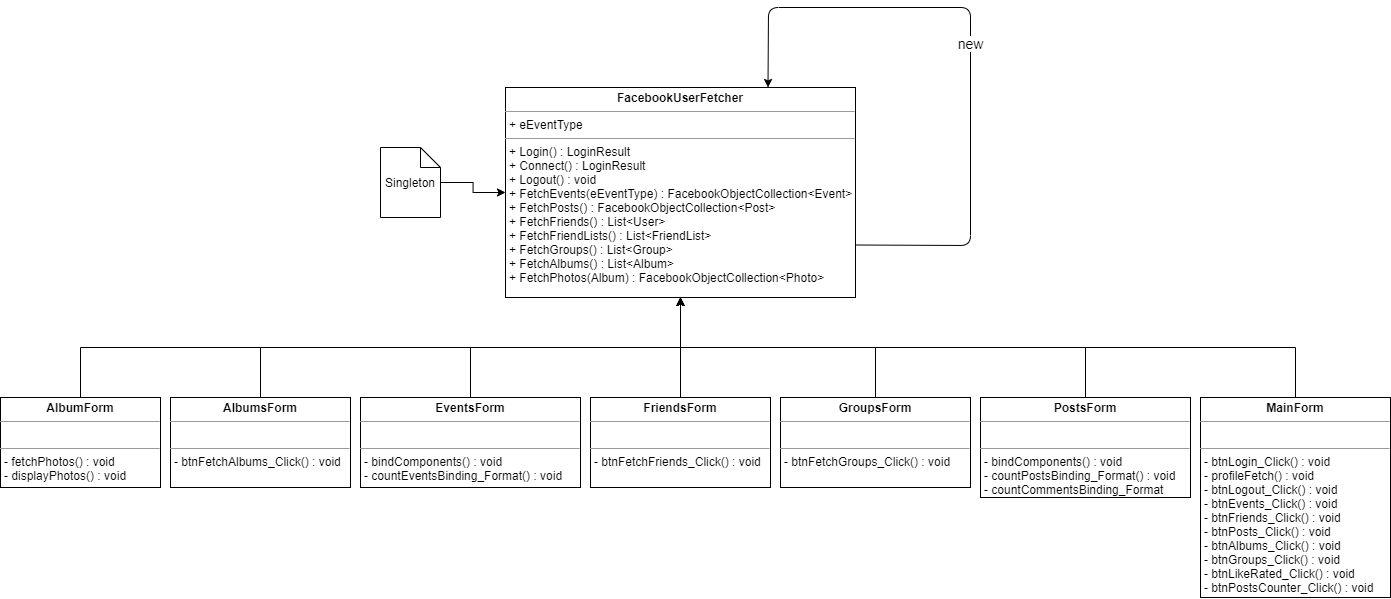 new
FacebookUserFetcher
+ eEventType
+ Login() : LoginResult
+ Connect() : LoginResult
+ Logout() : void
+ FetchEvents(eEventType) : FacebookObjectCollection<Event>
+ FetchPosts() : FacebookObjectCollection<Post>
+ FetchFriends() : List<User>
+ FetchFriendLists() : List<FriendList>
+ FetchGroups() : List<Group>
+ FetchAlbums() : List<Album>
+ FetchPhotos(Album) : FacebookObjectCollection<Photo>
Singleton
AlbumForm
- fetchPhotos() : void
- displayPhotos() : void
AlbumsForm
- btnFetchAlbums_Click() : void
EventsForm
- bindComponents() : void
- countEventsBinding_Format() : void
FriendsForm
- btnFetchFriends_Click() : void
GroupsForm
- btnFetchGroups_Click() : void
PostsForm
- bindComponents() : void
- countPostsBinding_Format() : void
- countCommentsBinding_Format
MainForm
- btnLogin_Click() : void
- profileFetch() : void
- btnLogout_Click() : void
- btnEvents_Click() : void
- btnFriends_Click() : void
- btnPosts_Click() : void
- btnAlbums_Click() : void
- btnGroups_Click() : void
- btnLikeRated_Click() : void
- btnPostsCounter_Click() : void